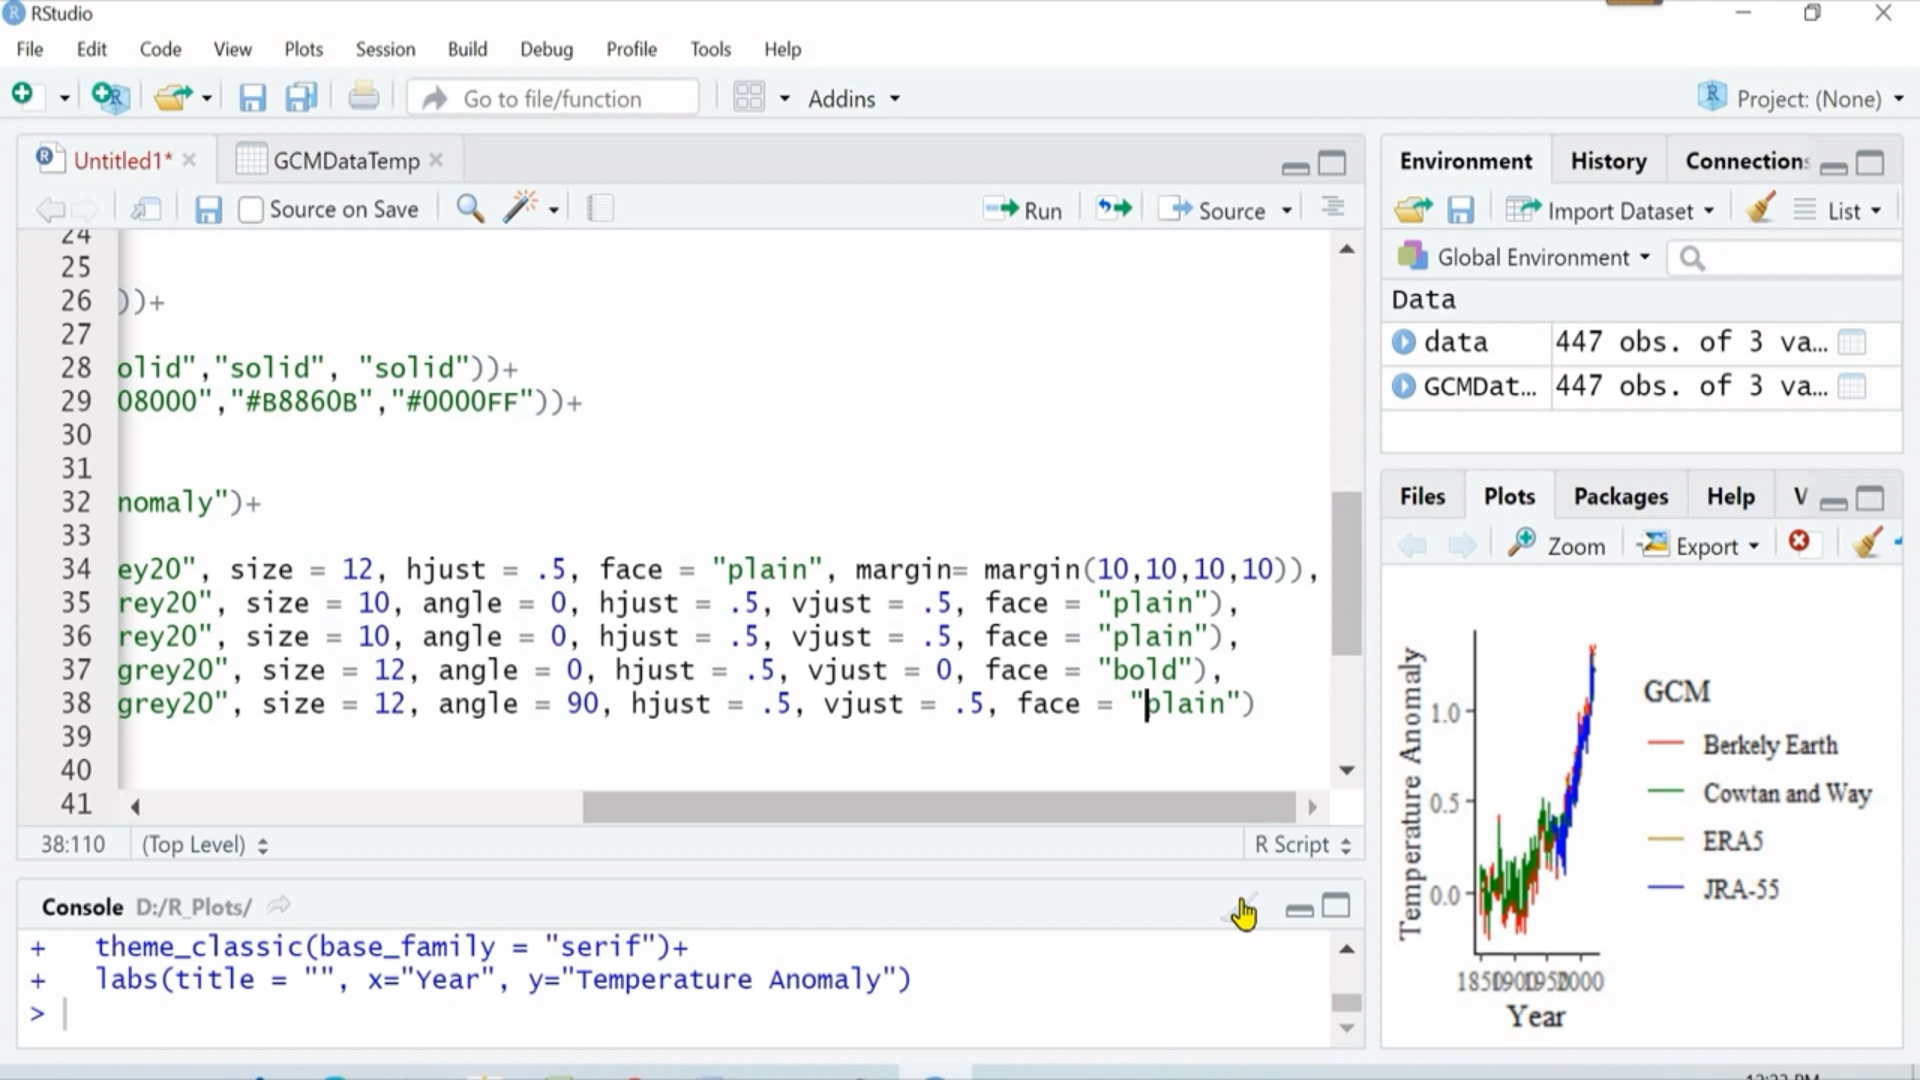 RStudio
File Edit Code View Plots Session Build Debug Profile Tools Help
Go to file/function Addins Project: (None)
Untitled1* GCMDataTemp
Source on Save Run Source
24
25
26 ))+
27
28 olid","solid", "solid"))+
29 08000","#B8860B","#0000FF"))+
30
31
32 nomaly")+
33
34 ey20", size = 12, hjust = .5, face = "plain", margin= margin(10,10,10,10)),
35 rey20", size = 10, angle = 0, hjust = .5, vjust = .5, face = "plain"),
36 rey20", size = 10, angle = 0, hjust = .5, vjust = .5, face = "plain"),
37 grey20", size = 12, angle = 0, hjust = .5, vjust = 0, face = "bold"),
38 grey20", size = 12, angle = 90, hjust = .5, vjust = .5, face = "plain")
39
40
41
38:110 (Top Level) R Script
Console D:/R_Plots/
+ theme_classic(base_family = "serif")+
+ labs(title = "", x="Year", y="Temperature Anomaly")
>
Environment History Connections
Import Dataset List
Global Environment
Data
data 447 obs. of 3 va...
GCMDat... 447 obs. of 3 va...
Files Plots Packages Help V
Zoom Export
Temperature Anomaly
1.0
0.5
0.0
1850 1900 1950 2000
Year
GCM
Berkely Earth
Cowtan and Way
ERA5
JRA-55